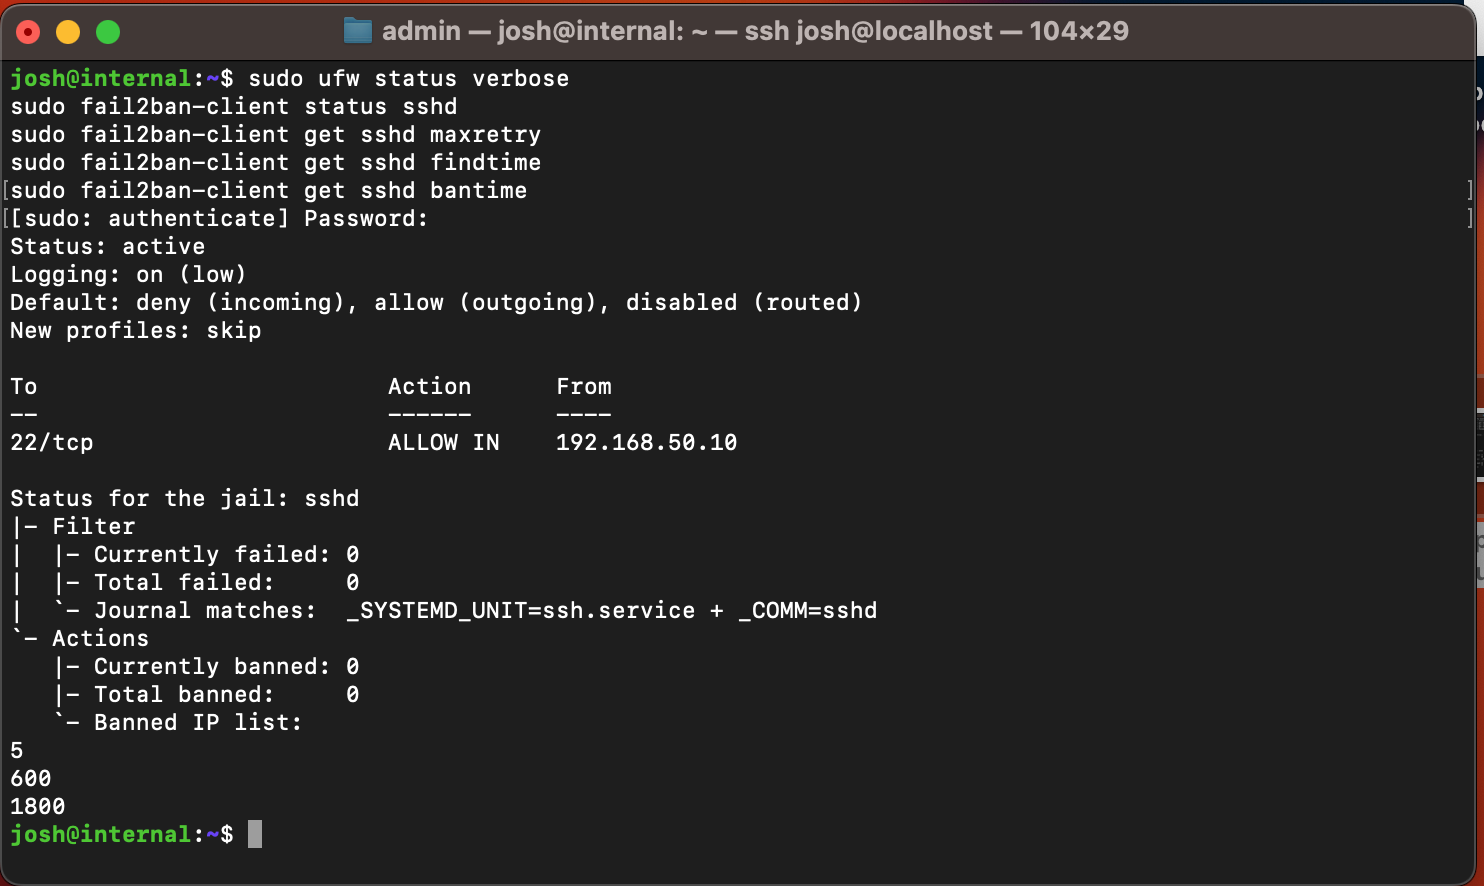 admin — josh@internal: ~ — ssh josh@localhost — 104×29
josh@internal:~$ sudo ufw status verbose
sudo fail2ban-client status sshd
sudo fail2ban-client get sshd maxretry
sudo fail2ban-client get sshd findtime
[sudo fail2ban-client get sshd bantime ]
[[sudo: authenticate] Password: ]
Status: active
Logging: on (low)
Default: deny (incoming), allow (outgoing), disabled (routed)
New profiles: skip
To                         Action      From
--                         ------      ----
22/tcp                     ALLOW IN    192.168.50.10
Status for the jail: sshd
|- Filter
|  |- Currently failed: 0
|  |- Total failed:     0
|  `- Journal matches:  _SYSTEMD_UNIT=ssh.service + _COMM=sshd
`- Actions
   |- Currently banned: 0
   |- Total banned:     0
   `- Banned IP list:
5
600
1800
josh@internal:~$